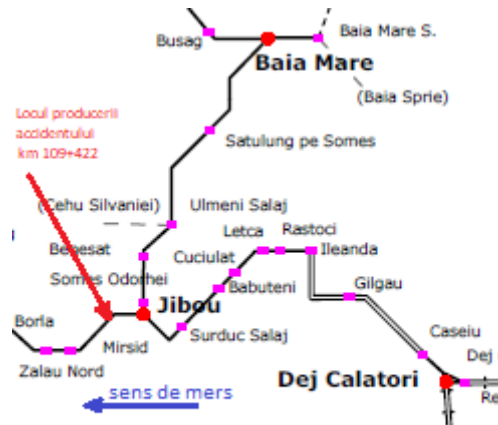 Busag
Baia Mare S.
Baia Mare
(Baia Sprie)
Locul producerii
accidentului
km 109+422
Satulung pe Somes
(Cehu Silvaniei)
Ulmeni Salaj
Letca
Rastoci
Benesat
Cuciulat
Ileanda
Somes Odorhei
Babuteni
Gilgau
Jibou
Borla
Mirsid
Surduc Salaj
Caseiu
Zalau Nord
Dej Calatori
Dej
Re
sens de mers